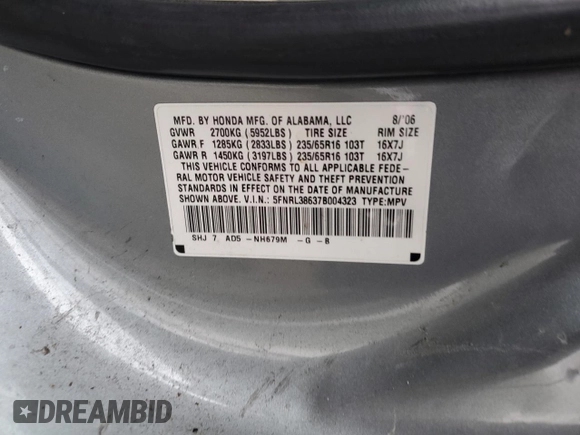 MFD. BY HONDA MFG. OF ALABAMA, LLC 8/'06
GVWR 2700KG (5952LBS) TIRE SIZE RIM SIZE
GAWR F 1285KG (2833LBS) 235/65R16 103T 16X7J
GAWR R 1450KG (3197LBS) 235/65R16 103T 16X7J
THIS VEHICLE CONFORMS TO ALL APPLICABLE FEDE-
RAL MOTOR VEHICLE SAFETY AND THEFT PREVENTION
STANDARDS IN EFFECT ON THE DATE OF MANUFACTURE
SHOWN ABOVE. V.I.N.: 5FNRL38637B004323 TYPE:MPV
SHJ 7 AD5 -NH679M -G -B
DREAMBID